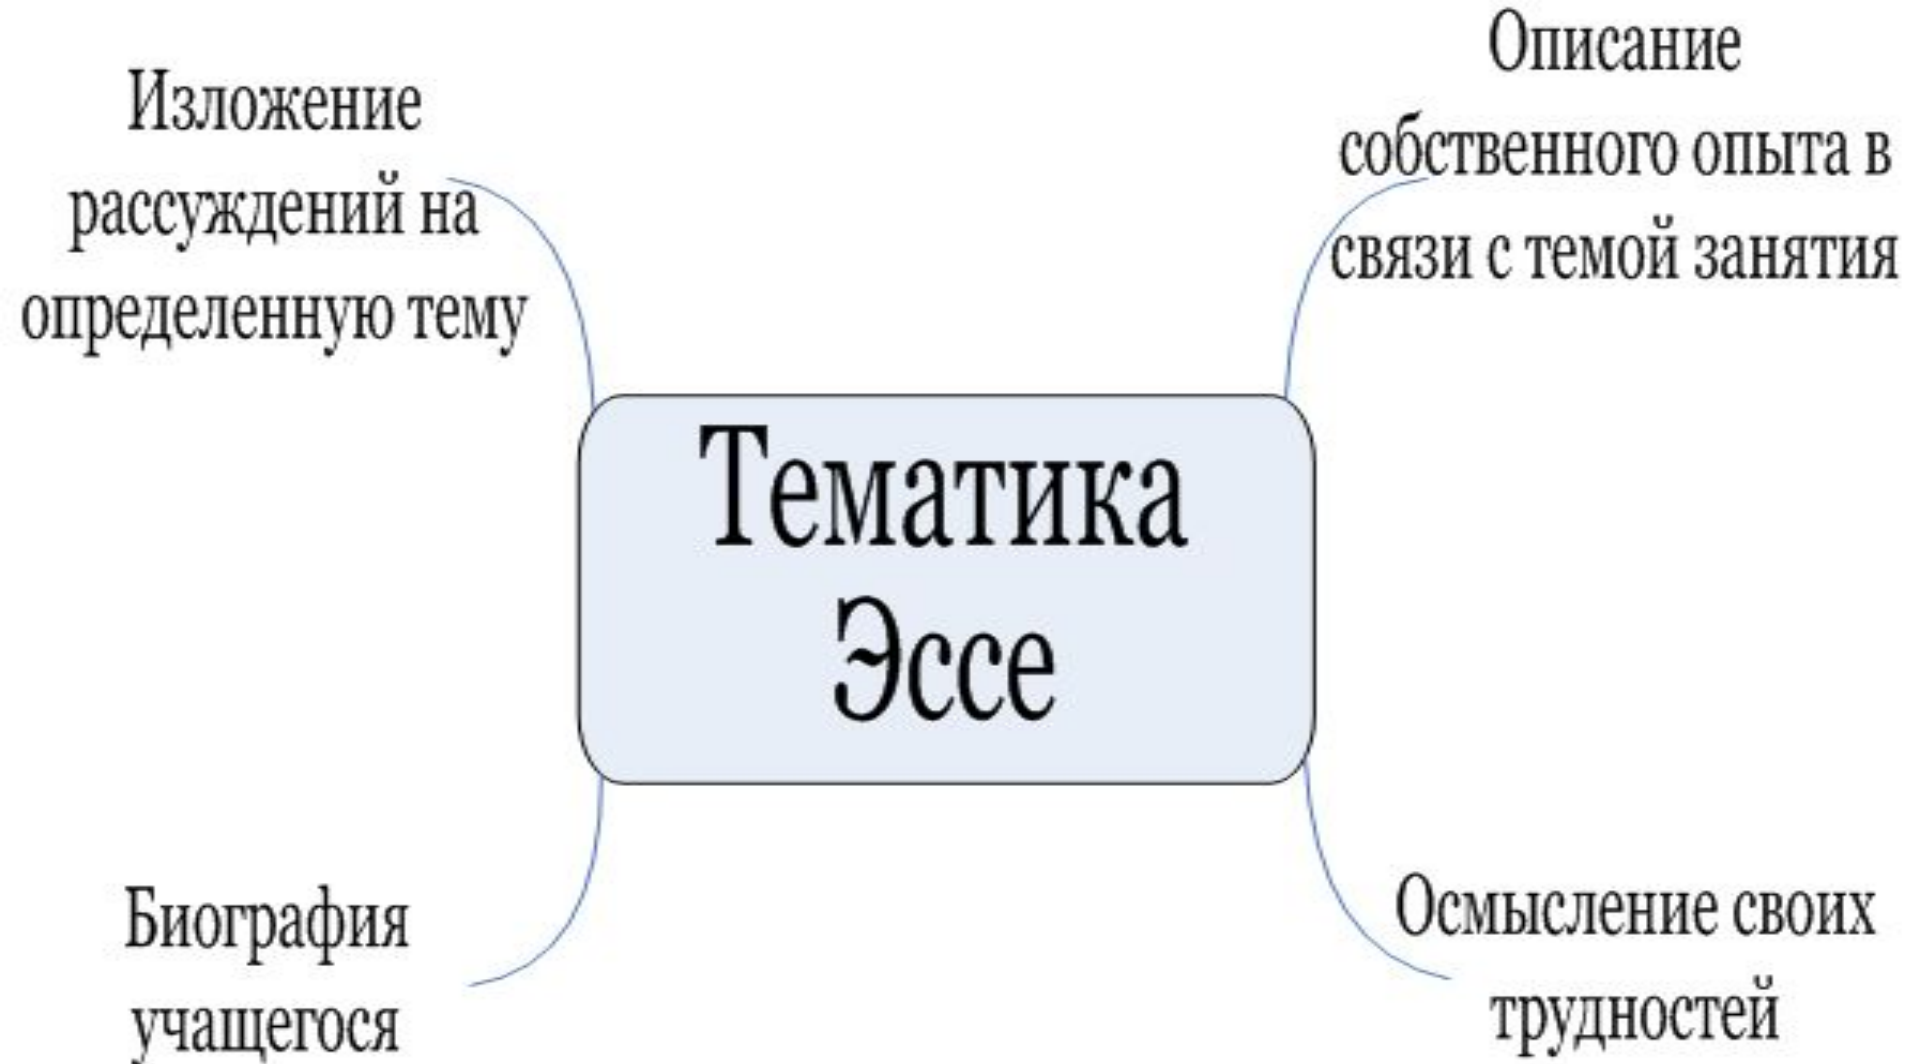 Изложение
рассуждений на
определенную тему
Описание
собственного опыта в
связи с темой занятия
Тематика
Эссе
Биография
учащегося
Осмысление своих
трудностей